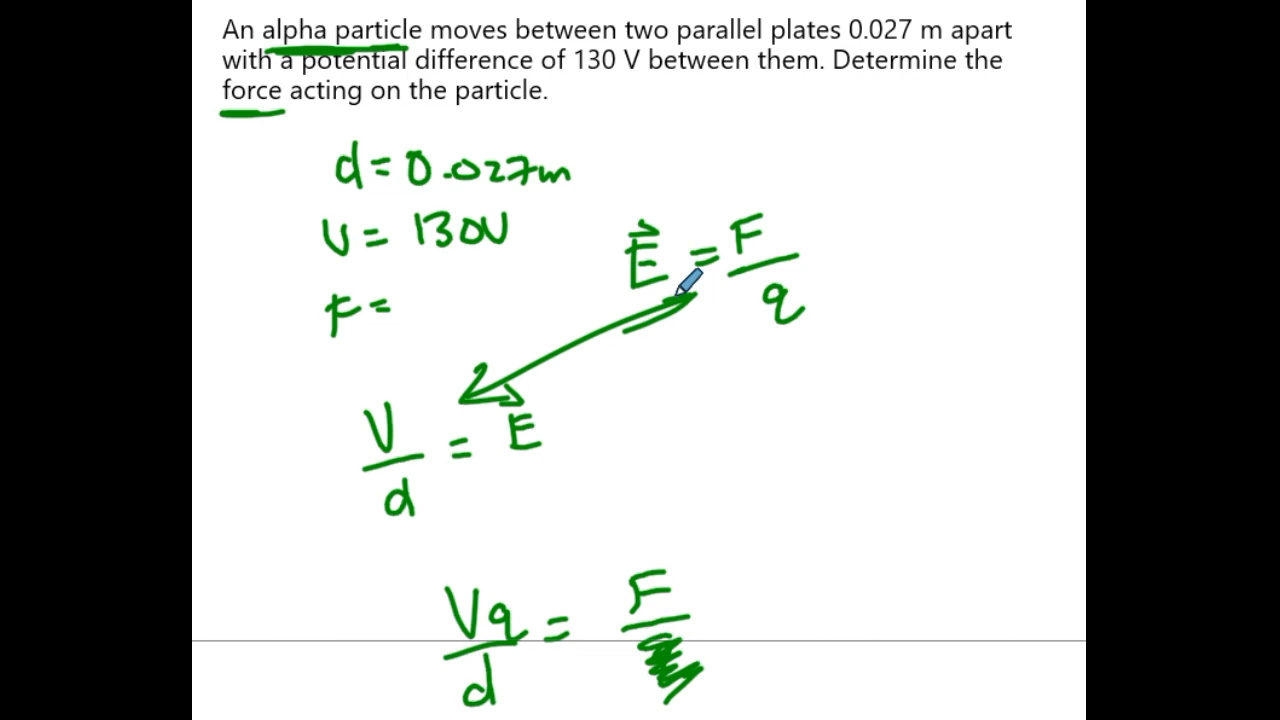 An alpha particle moves between two parallel plates 0.027 m apart
with a potential difference of 130 V between them. Determine the
force acting on the particle.
d = 0.027m
V = 130V
F =
E = F
q
V = E
d
Vq = F
d